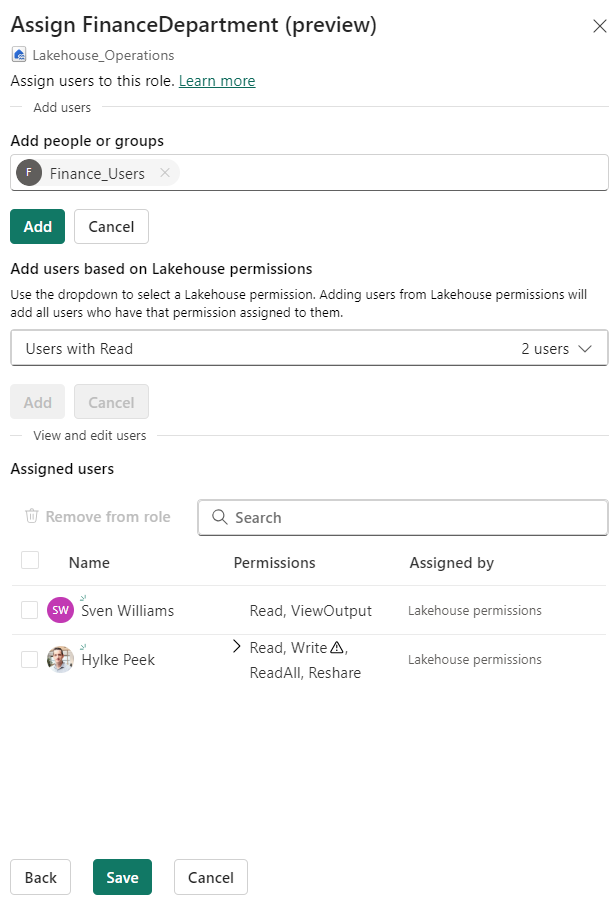 Assign FinanceDepartment (preview)
Lakehouse_Operations
Assign users to this role. Learn more
Add users
Add people or groups
F Finance_Users
Add Cancel
Add users based on Lakehouse permissions
Use the dropdown to select a Lakehouse permission. Adding users from Lakehouse permissions will
add all users who have that permission assigned to them.
Users with Read 2 users
Add Cancel
View and edit users
Assigned users
Remove from role Search
Name Permissions Assigned by
SW Sven Williams Read, ViewOutput Lakehouse permissions
Hylke Peek Read, Write⚠, Lakehouse permissions
ReadAll, Reshare
Back Save Cancel